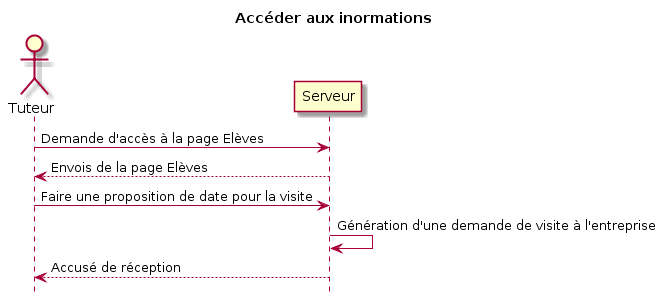 Accéder aux inormations
Tuteur
Serveur
Demande d'accès à la page Elèves
Envois de la page Elèves
Faire une proposition de date pour la visite
Génération d'une demande de visite à l'entreprise
Accusé de réception